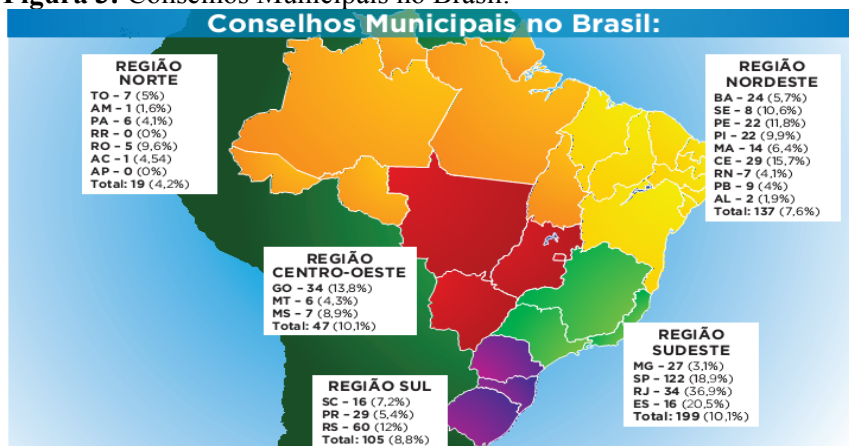 Figura 5: Conselhos Municipais no Brasil:
Conselhos Municipais no Brasil:
REGIÃO
NORTE
TO – 7 (5%)
AM – 1 (1,6%)
PA – 6 (4,1%)
RR – 0 (0%)
RO – 5 (9,6%)
AC – 1 (4,54)
AP – 0 (0%)
Total: 19 (4,2%)
REGIÃO
NORDESTE
BA – 24 (5,7%)
SE – 8 (10,6%)
PE – 22 (11,8%)
PI – 22 (9,9%)
MA – 14 (6,4%)
CE – 29 (15,7%)
RN –7 (4,1%)
PB – 9 (4%)
AL – 2 (1,9%)
Total: 137 (7,6%)
REGIÃO
CENTRO-OESTE
GO – 34 (13,8%)
MT – 6 (4,3%)
MS – 7 (8,9%)
Total: 47 (10,1%)
REGIÃO
SUDESTE
MG – 27 (3,1%)
SP – 122 (18,9%)
RJ – 34 (36,9%)
ES – 16 (20,5%)
Total: 199 (10,1%)
REGIÃO SUL
SC – 16 (7,2%)
PR – 29 (5,4%)
RS – 60 (12%)
Total: 105 (8,8%)